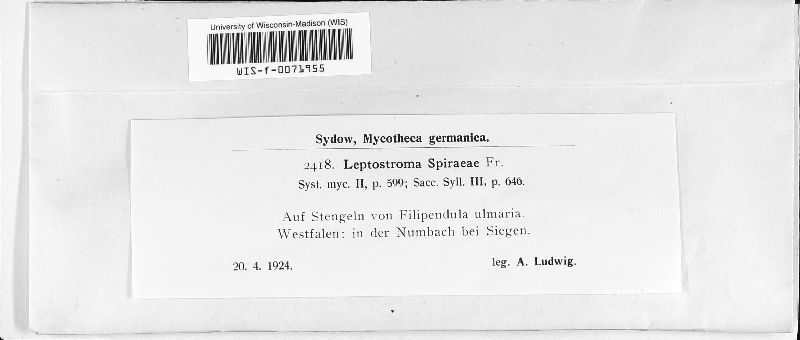 University of Wisconsin-Madison (WIS)
WIS-f-0071955
Sydow, Mycotheca germanica.
2418. Leptostroma Spiraeae Fr.
Syst. myc. II, p. 599; Sacc. Syll. III, p. 646.
Auf Stengeln von Filipendula ulmaria.
Westfalen: in der Numbach bei Siegen.
20. 4. 1924. leg. A. Ludwig.